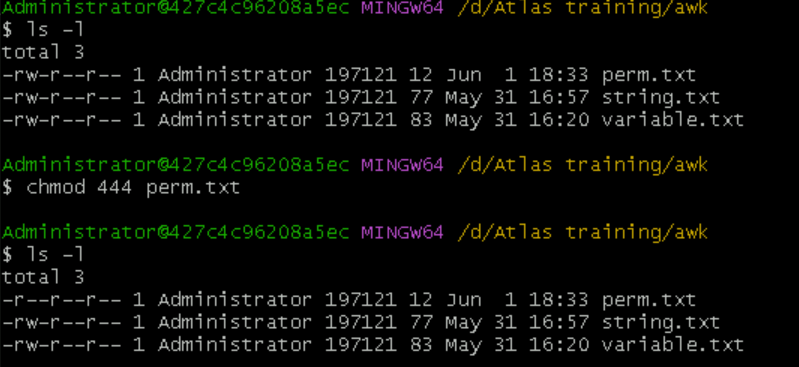 Administrator@427c4c96208a5ec MINGW64 /d/Atlas training/awk
$ ls -l
total 3
-rw-r--r-- 1 Administrator 197121 12 Jun  1 18:33 perm.txt
-rw-r--r-- 1 Administrator 197121 77 May 31 16:57 string.txt
-rw-r--r-- 1 Administrator 197121 83 May 31 16:20 variable.txt
Administrator@427c4c96208a5ec MINGW64 /d/Atlas training/awk
$ chmod 444 perm.txt
Administrator@427c4c96208a5ec MINGW64 /d/Atlas training/awk
$ ls -l
total 3
-r--r--r-- 1 Administrator 197121 12 Jun  1 18:33 perm.txt
-rw-r--r-- 1 Administrator 197121 77 May 31 16:57 string.txt
-rw-r--r-- 1 Administrator 197121 83 May 31 16:20 variable.txt